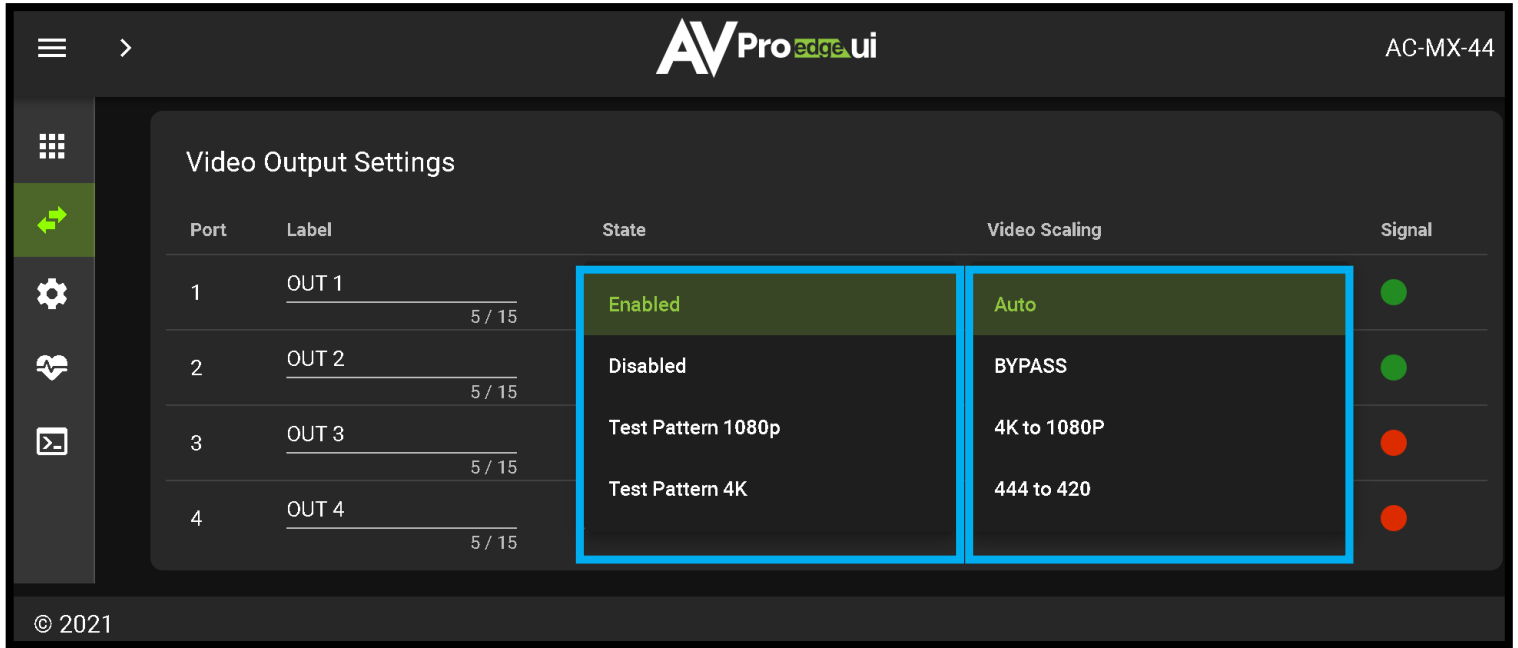 AVProedge.ui
AC-MX-44
Video Output Settings
Port Label State Video Scaling Signal
1 OUT 1 5 / 15
2 OUT 2 5 / 15
3 OUT 3 5 / 15
4 OUT 4 5 / 15
Enabled
Disabled
Test Pattern 1080p
Test Pattern 4K
Auto
BYPASS
4K to 1080P
444 to 420
© 2021